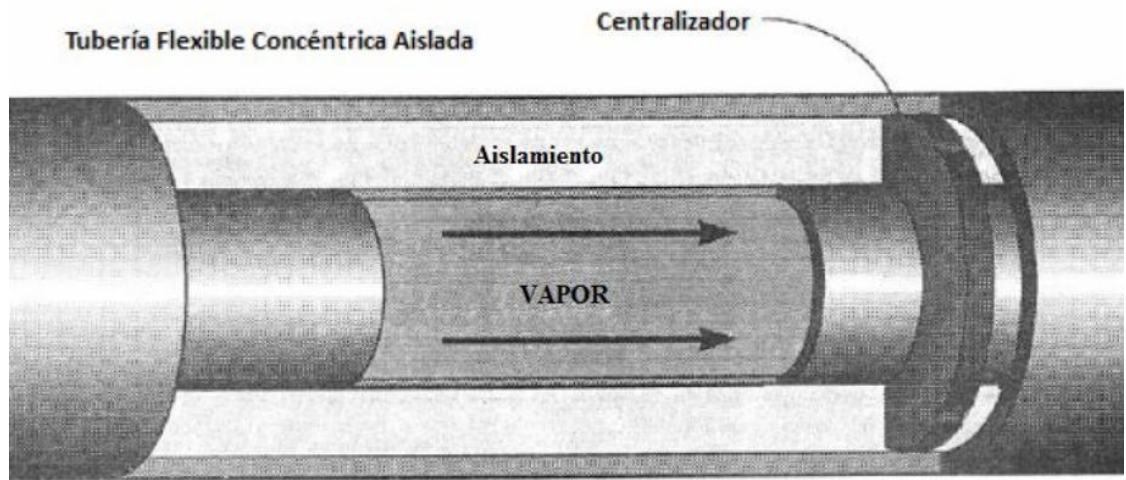 Centralizador
Tubería Flexible Concéntrica Aislada
Aislamiento
VAPOR